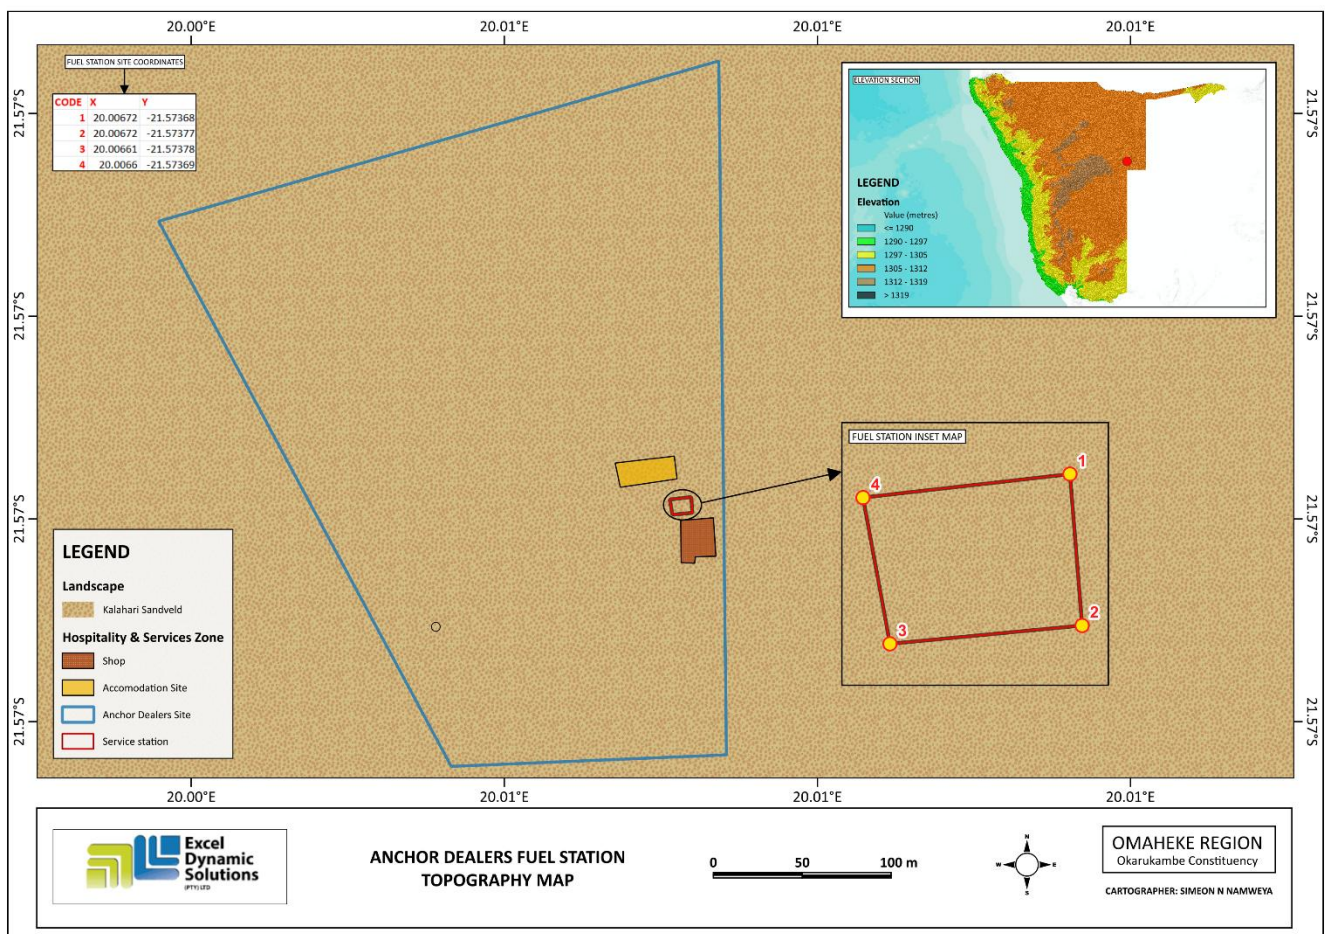 20.00°E 20.01°E 20.01°E 20.01°E
21.57°S
21.57°S
21.57°S
21.57°S
21.57°S
21.57°S
21.57°S
21.57°S
FUEL STATION SITE COORDINATES
CODE X Y
1 20.00672 -21.57368
2 20.00672 -21.57377
3 20.00661 -21.57378
4 20.0066 -21.57369
ELEVATION SECTION
LEGEND
Elevation
Value (metres)
<= 1290
1290 - 1297
1297 - 1305
1305 - 1312
1312 - 1319
> 1319
FUEL STATION INSET MAP
1
4
2
3
LEGEND
Landscape
Kalahari Sandveld
Hospitality & Services Zone
Shop
Accomodation Site
Anchor Dealers Site
Service station
20.00°E 20.01°E 20.01°E 20.01°E
Excel
Dynamic
Solutions
(PTY) LTD
ANCHOR DEALERS FUEL STATION
TOPOGRAPHY MAP
0 50 100 m
N
W E
S
OMAHEKE REGION
Okarukambe Constituency
CARTOGRAPHER: SIMEON N NAMWEYA